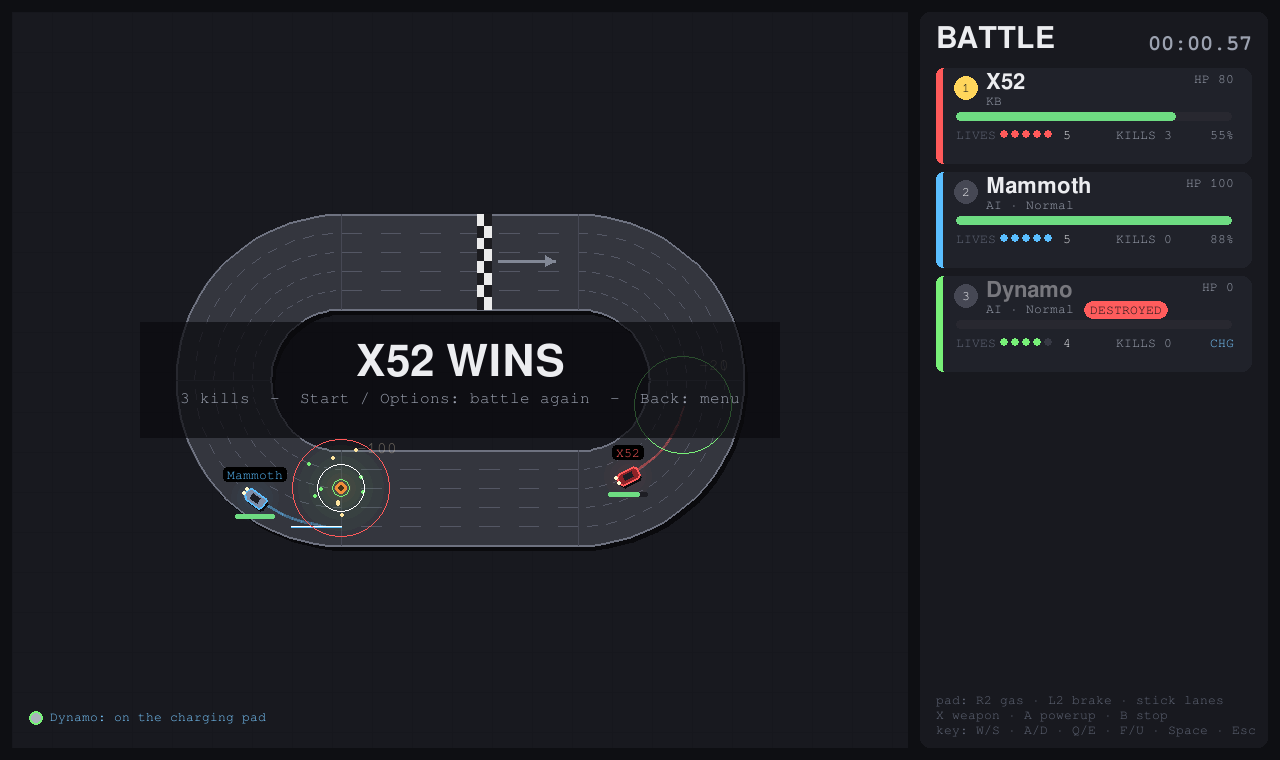 BATTLE 00:00.57
1 X52 HP 80
KB
LIVES 5 KILLS 3 55%
2 Mammoth HP 100
AI · Normal
LIVES 5 KILLS 0 88%
3 Dynamo HP 0
AI · Normal DESTROYED
LIVES 4 KILLS 0 CHG
X52 WINS
3 kills – Start / Options: battle again – Back: menu
100
X52
Mammoth
Dynamo: on the charging pad
pad: R2 gas · L2 brake · stick lanes
X weapon · A powerup · B stop
key: W/S · A/D · Q/E · F/U · Space · Esc